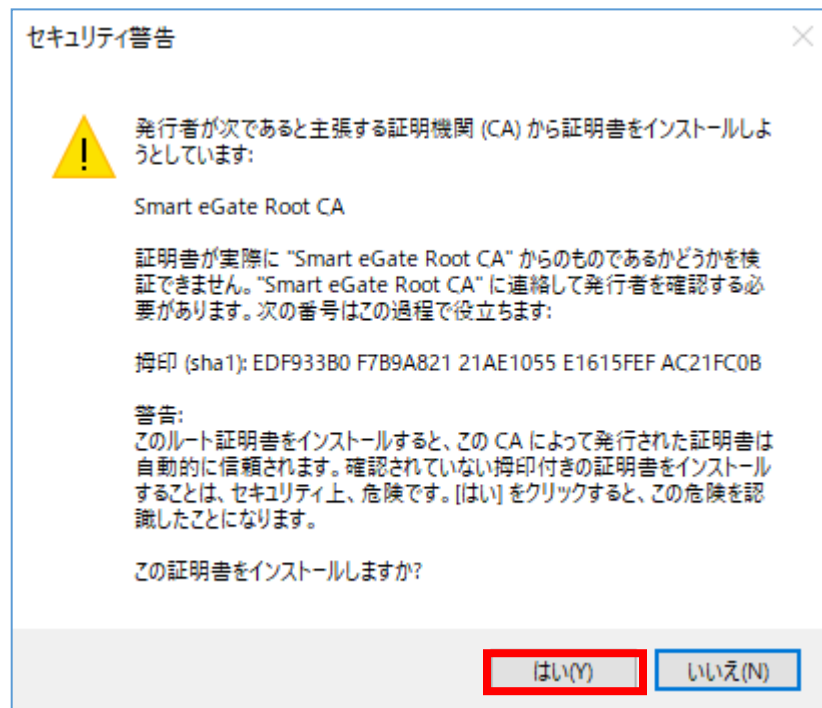 セキュリティ警告
発行者が次であると主張する証明機関 (CA) から証明書をインストールしよ
うとしています:
Smart eGate Root CA
証明書が実際に "Smart eGate Root CA" からのものであるかどうかを検
証できません。"Smart eGate Root CA" に連絡して発行者を確認する必
要があります。次の番号はこの過程で役立ちます:
拇印 (sha1): EDF933B0 F7B9A821 21AE1055 E1615FEF AC21FC0B
警告:
このルート証明書をインストールすると、この CA によって発行された証明書は
自動的に信頼されます。確認されていない拇印付きの証明書をインストール
することは、セキュリティ上、危険です。[はい] をクリックすると、この危険を認
識したことになります。
この証明書をインストールしますか?
はい(Y)
いいえ(N)